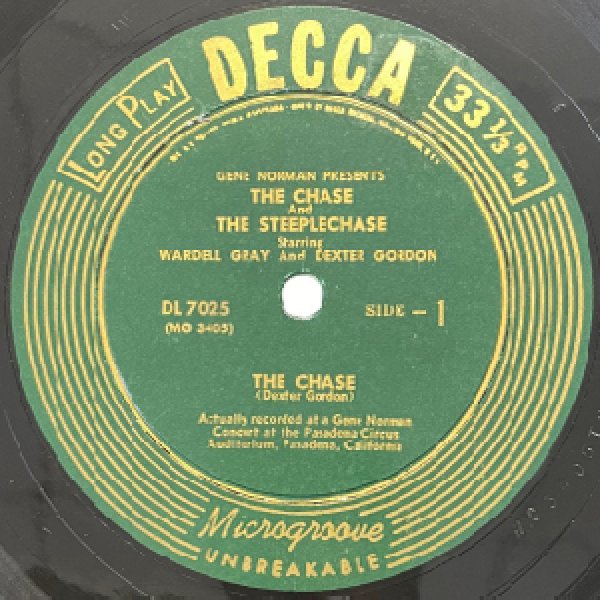 DECCA
LONG PLAY
33 1/3 RPM
GENE NORMAN PRESENTS
THE CHASE
And
THE STEEPLECHASE
Starring
WARDELL GRAY And DEXTER GORDON
DL 7025
(MG 3405)
SIDE - 1
THE CHASE
(Dexter Gordon)
Actually recorded at a Gene Norman
Concert at the Pasadena Circus
Auditorium, Pasadena, California
Microgroove
UNBREAKABLE